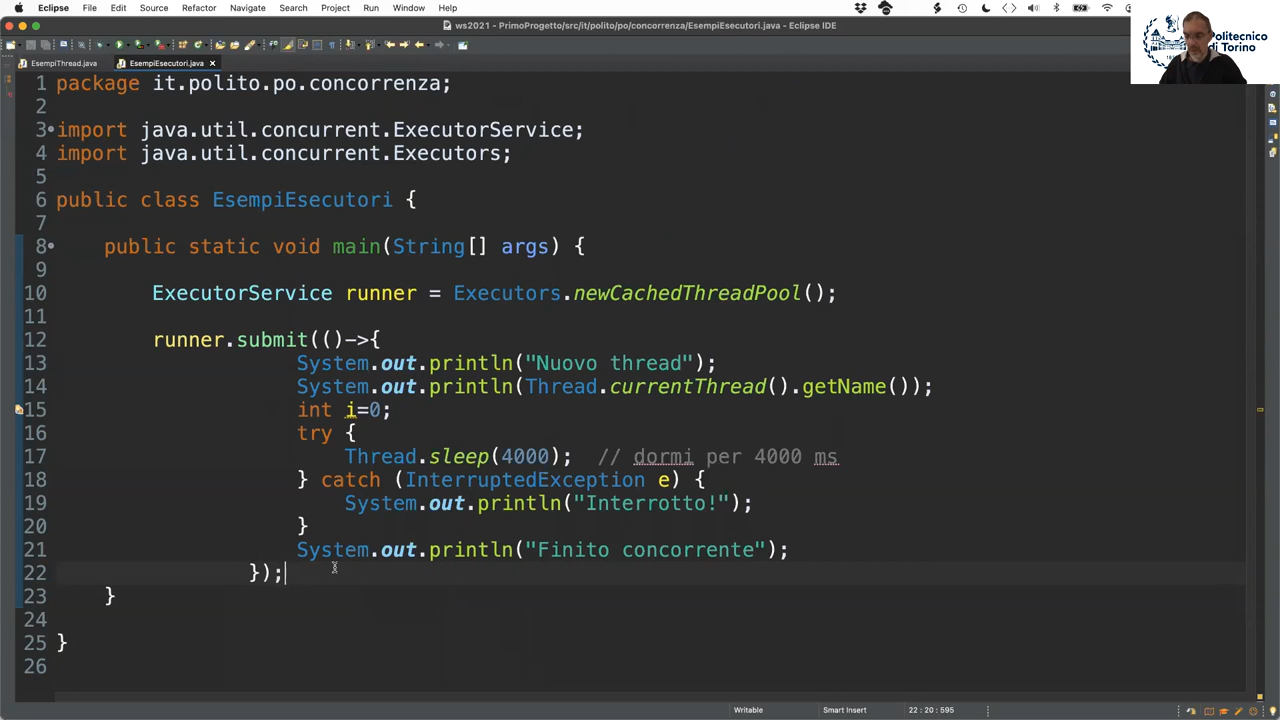 Eclipse File Edit Source Refactor Navigate Search Project Run Window Help
ws2021 - PrimoProgetto/src/it/polito/po/concorrenza/EsempiEsecutori.java - Eclipse IDE
Politecnico
di Torino
EsempiThread.java EsempiEsecutori.java
1 package it.polito.po.concorrenza;
2
3 import java.util.concurrent.ExecutorService;
4 import java.util.concurrent.Executors;
5
6 public class EsempiEsecutori {
7
8 public static void main(String[] args) {
9
10 ExecutorService runner = Executors.newCachedThreadPool();
11
12 runner.submit(()->{
13 System.out.println("Nuovo thread");
14 System.out.println(Thread.currentThread().getName());
15 int i=0;
16 try {
17 Thread.sleep(4000); // dormi per 4000 ms
18 } catch (InterruptedException e) {
19 System.out.println("Interrotto!");
20 }
21 System.out.println("Finito concorrente");
22 });
23 }
24
25 }
26
Writable Smart Insert 22 : 20 : 595